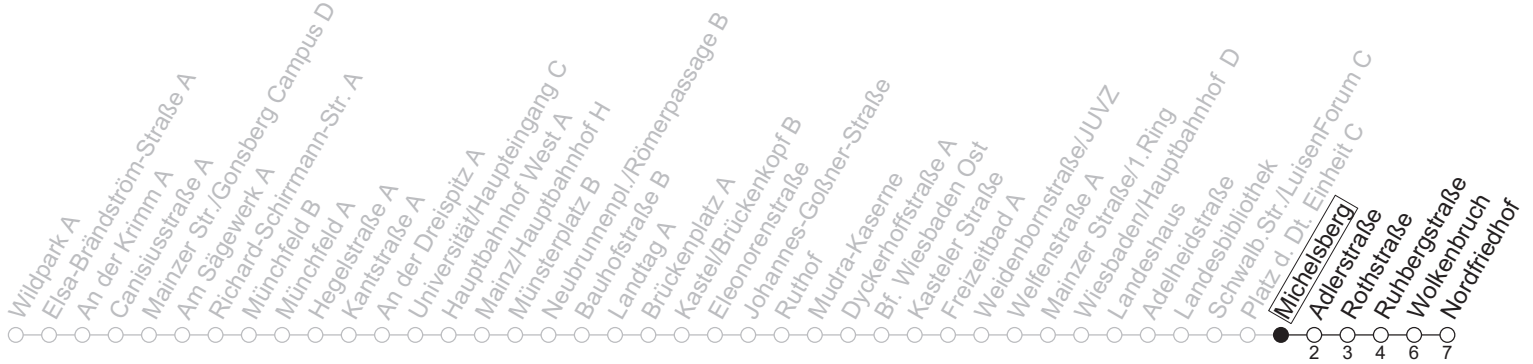 Wildpark A
Elsa-Brändström-Straße A
An der Krimm A
Canisiusstraße A
Mainzer Str./Gonsberg Campus D
Am Sägewerk A
Richard-Schirrmann-Str. A
Münchfeld B
Münchfeld A
Hegelstraße A
Kantstraße A
An der Dreispitz A
Universität/Haupteingang C
Hauptbahnhof West A
Mainz/Hauptbahnhof H
Münsterplatz B
Neubrunnenpl./Römerpassage B
Bauhofstraße B
Landtag A
Brückenplatz A
Kastel/Brückenkopf B
Eleonorenstraße
Johannes-Goßner-Straße
Ruthof
Mudra-Kaserne
Dyckerhoffstraße A
Bf. Wiesbaden Ost
Kasteler Straße
Freizeitbad A
Weidenbornstraße/JUVZ
Welfenstraße A
Mainzer Straße/1.Ring
Wiesbaden/Hauptbahnhof D
Landeshaus
Adelheidstraße
Landesbibliothek
Schwalb. Str./LuisenForum C
Platz d. Dt. Einheit C
Michelsberg
Adlerstraße
Rothstraße
Ruhbergstraße
Wolkenbruch
Nordfriedhof
2 3 4 6 7